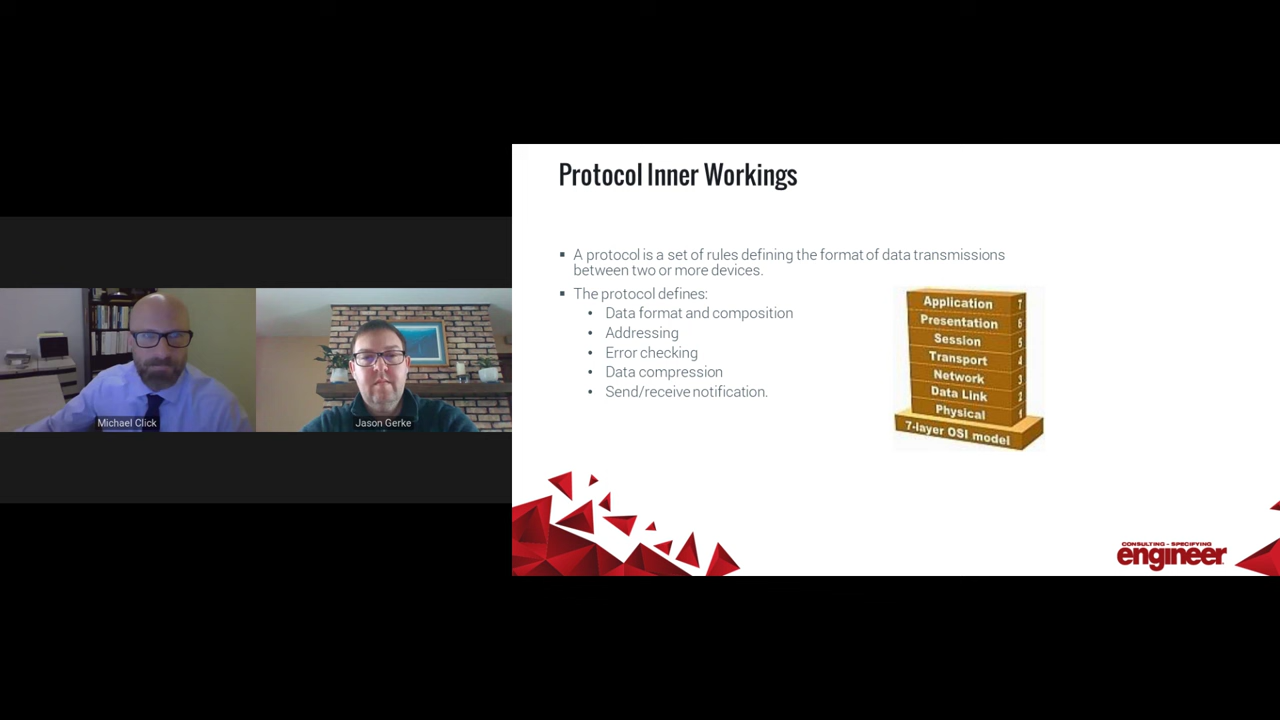 Protocol Inner Workings
▪ A protocol is a set of rules defining the format of data transmissions
between two or more devices.
▪ The protocol defines:
• Data format and composition
• Addressing
• Error checking
• Data compression
• Send/receive notification.
Application 7
Presentation 6
Session 5
Transport 4
Network 3
Data Link 2
Physical 1
7-layer OSI model
Michael Click
Jason Gerke
CONSULTING - SPECIFYING
engineer